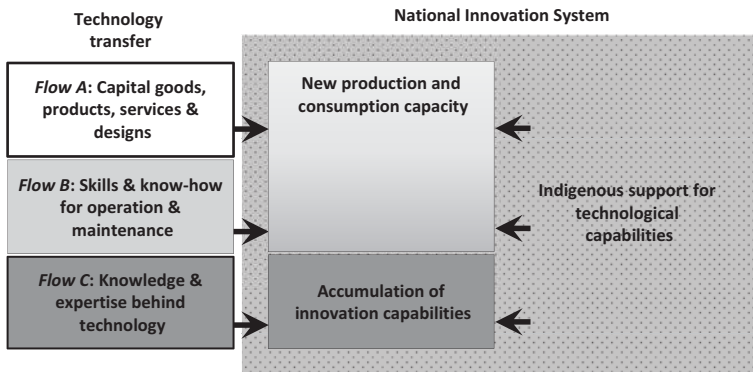 Technology
transfer
National Innovation System
Flow A: Capital goods,
products, services &
designs
New production and
consumption capacity
Flow B: Skills & know-how
for operation &
maintenance
Indigenous support for
technological
capabilities
Flow C: Knowledge &
expertise behind
technology
Accumulation of
innovation capabilities